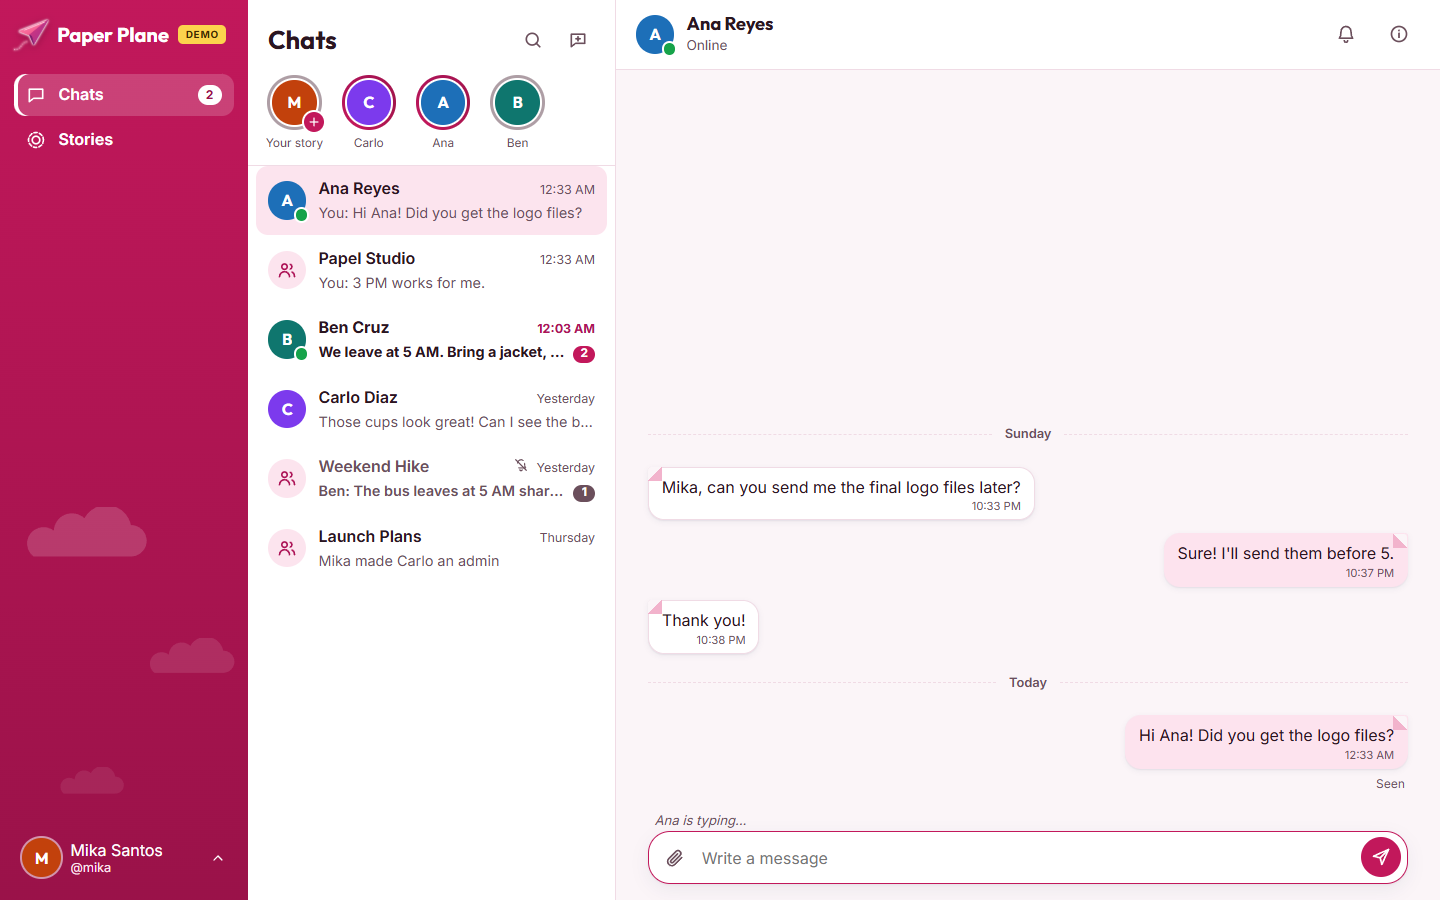 Paper Plane DEMO
Chats 2
Stories
M Mika Santos
@mika
Chats
M C A B
Your story Carlo Ana Ben
A Ana Reyes 12:33 AM
You: Hi Ana! Did you get the logo files?
Papel Studio 12:33 AM
You: 3 PM works for me.
B Ben Cruz 12:03 AM
We leave at 5 AM. Bring a jacket, ... 2
C Carlo Diaz Yesterday
Those cups look great! Can I see the b...
Weekend Hike Yesterday
Ben: The bus leaves at 5 AM shar... 1
Launch Plans Thursday
Mika made Carlo an admin
A Ana Reyes
Online
Sunday
Mika, can you send me the final logo files later?
10:33 PM
Sure! I'll send them before 5.
10:37 PM
Thank you!
10:38 PM
Today
Hi Ana! Did you get the logo files?
12:33 AM
Seen
Ana is typing...
Write a message